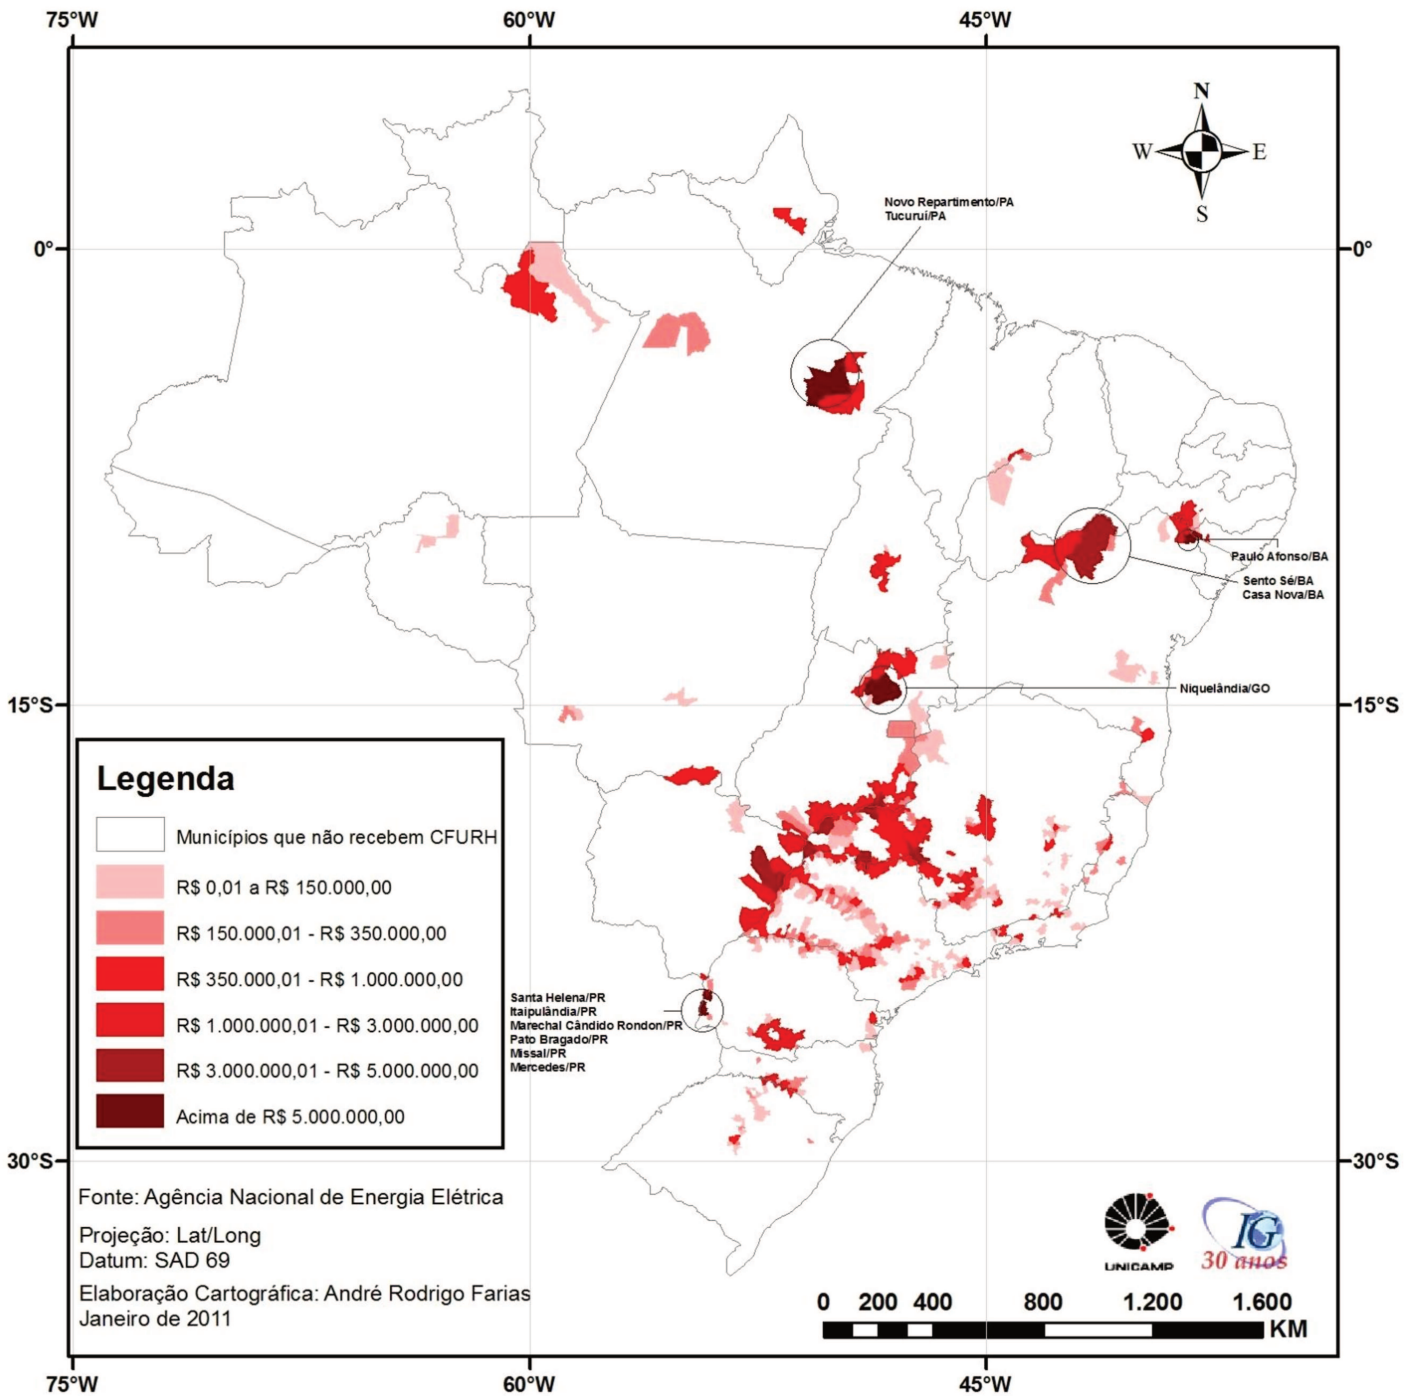 75°W
60°W
45°W
N
W
E
S
Novo Repartimento/PA
Tucuruí/PA
0°
0°
Paulo Afonso/BA
Sento Sé/BA
Casa Nova/BA
Niquelândia/GO
15°S
15°S
Legenda
Municípios que não recebem CFURH
R$ 0,01 a R$ 150.000,00
R$ 150.000,01 - R$ 350.000,00
R$ 350.000,01 - R$ 1.000.000,00
R$ 1.000.000,01 - R$ 3.000.000,00
R$ 3.000.000,01 - R$ 5.000.000,00
Acima de R$ 5.000.000,00
Santa Helena/PR
Itaipulândia/PR
Marechal Cândido Rondon/PR
Pato Bragado/PR
Missal/PR
Mercedes/PR
30°S
30°S
Fonte: Agência Nacional de Energia Elétrica
Projeção: Lat/Long
Datum: SAD 69
Elaboração Cartográfica: André Rodrigo Farias
Janeiro de 2011
UNICAMP
IG
30 anos
0 200 400 800 1.200 1.600
KM
75°W
60°W
45°W